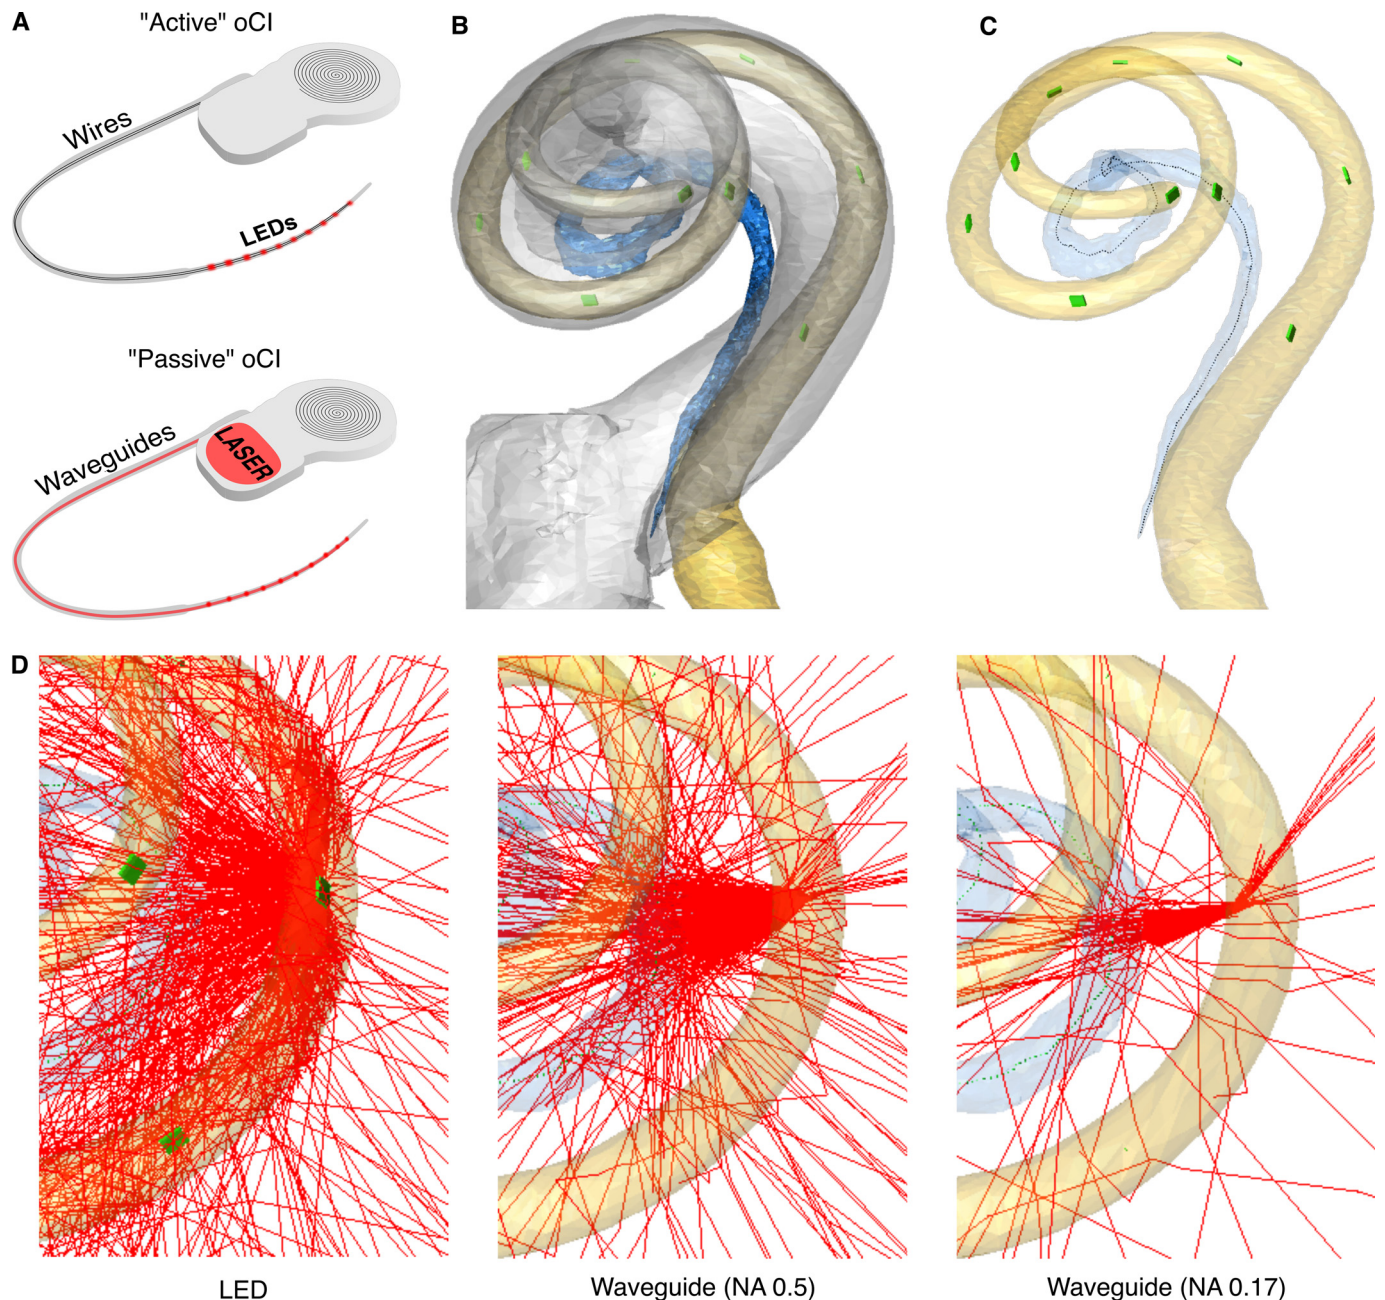 A
"Active" oCI
Wires
LEDs
"Passive" oCI
Waveguides
LASER
B
C
D
LED
Waveguide (NA 0.5)
Waveguide (NA 0.17)